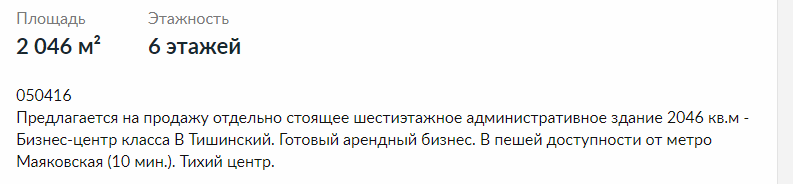 Площадь Этажность
2 046 м² 6 этажей
050416
Предлагается на продажу отдельно стоящее шестиэтажное административное здание 2046 кв.м -
Бизнес-центр класса В Тишинский. Готовый арендный бизнес. В пешей доступности от метро
Маяковская (10 мин.). Тихий центр.